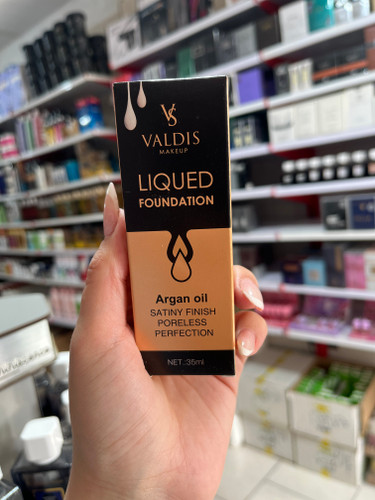 VS
VALDIS
MAKEUP
LIQUED
FOUNDATION
Argan oil
SATINY FINISH
PORELESS
PERFECTION
NET.:35ml